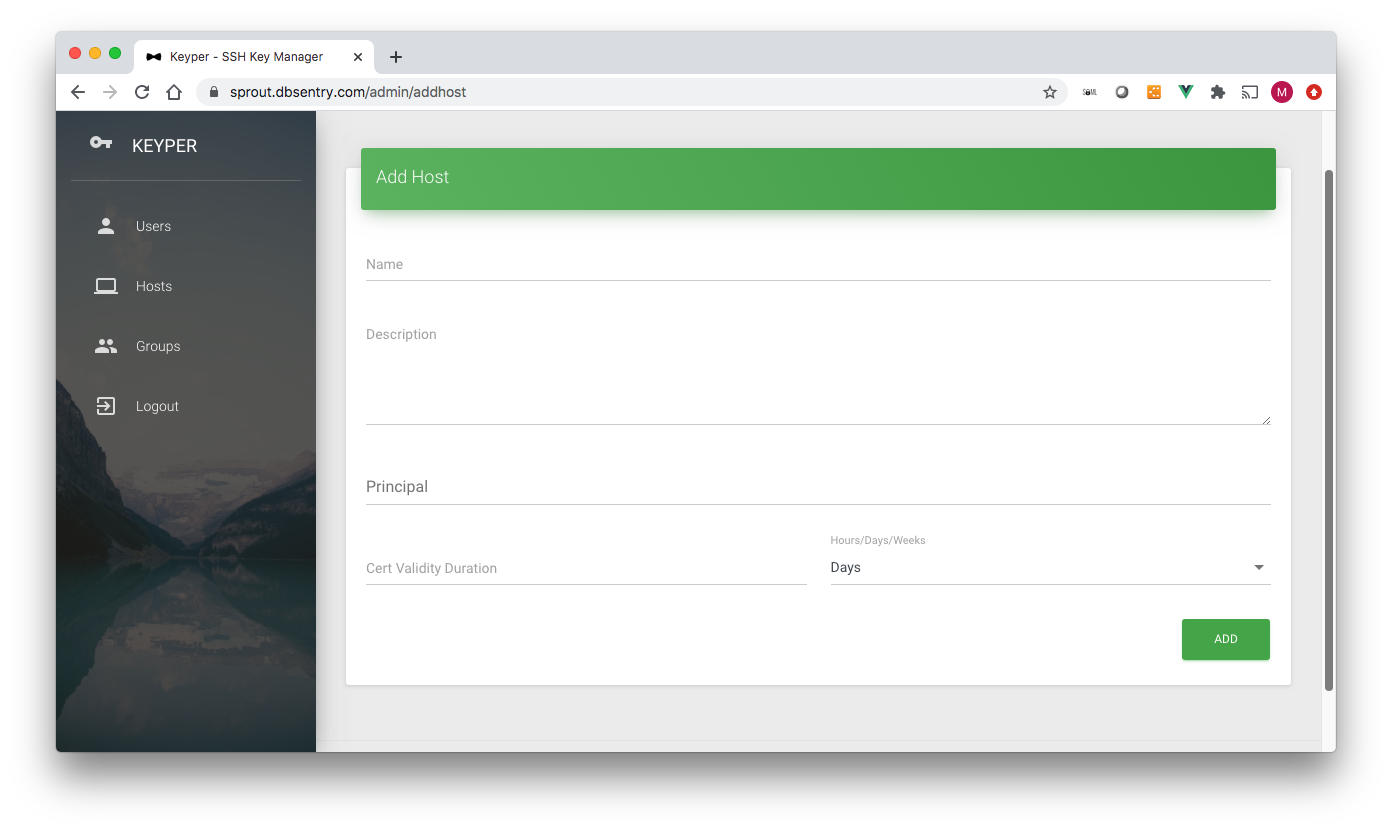 Keyper - SSH Key Manager
sprout.dbsentry.com/admin/addhost
M
KEYPER
Users
Hosts
Groups
Logout
Add Host
Name
Description
Principal
Hours/Days/Weeks
Cert Validity Duration
Days
ADD